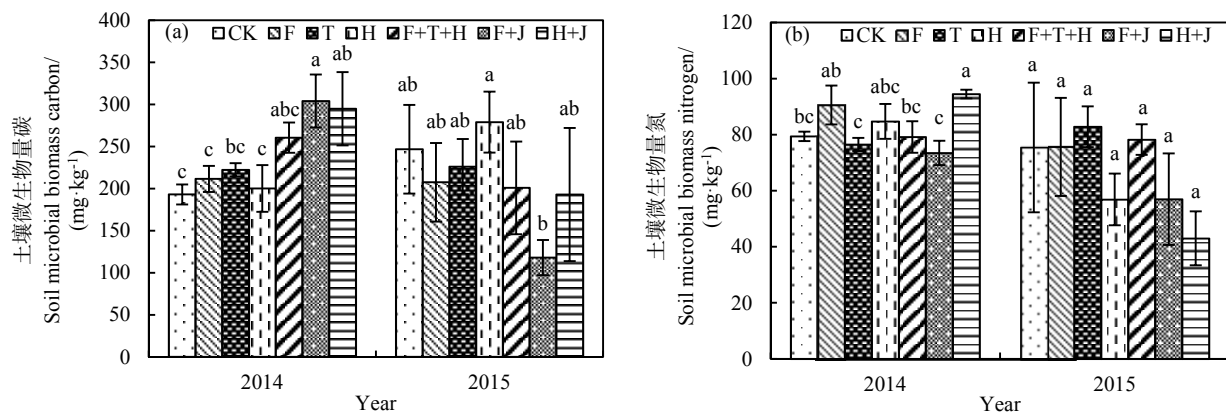 (a)
CK F T H F+T+H F+J H+J
400
350
300
250
200
150
100
50
0
土壤微生物量碳
Soil microbial biomass carbon/
(mg·kg⁻¹)
c c bc c abc a ab
ab ab ab a ab b ab
2014 2015
Year
(b)
CK F T H F+T+H F+J H+J
120
100
80
60
40
20
0
土壤微生物量氮
Soil microbial biomass nitrogen/
(mg·kg⁻¹)
bc ab c abc bc c a
a a a a a a a
2014 2015
Year